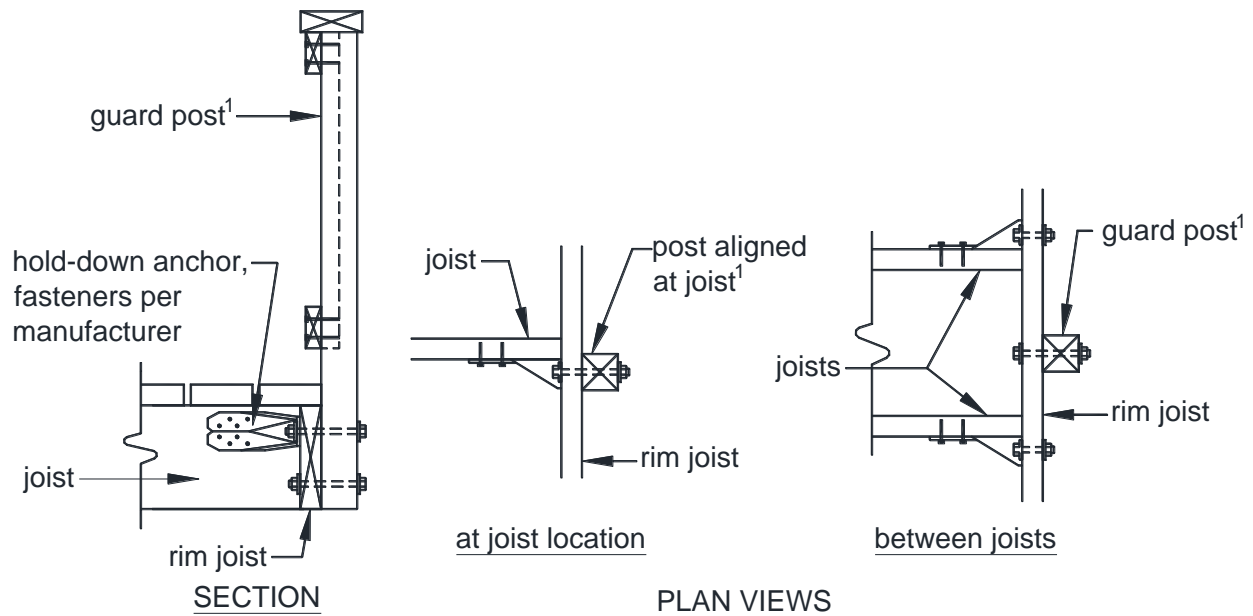 guard post¹
hold-down anchor,
fasteners per
manufacturer
joist
rim joist
SECTION
joist
post aligned
at joist¹
rim joist
at joist location
guard post¹
joists
rim joist
between joists
PLAN VIEWS